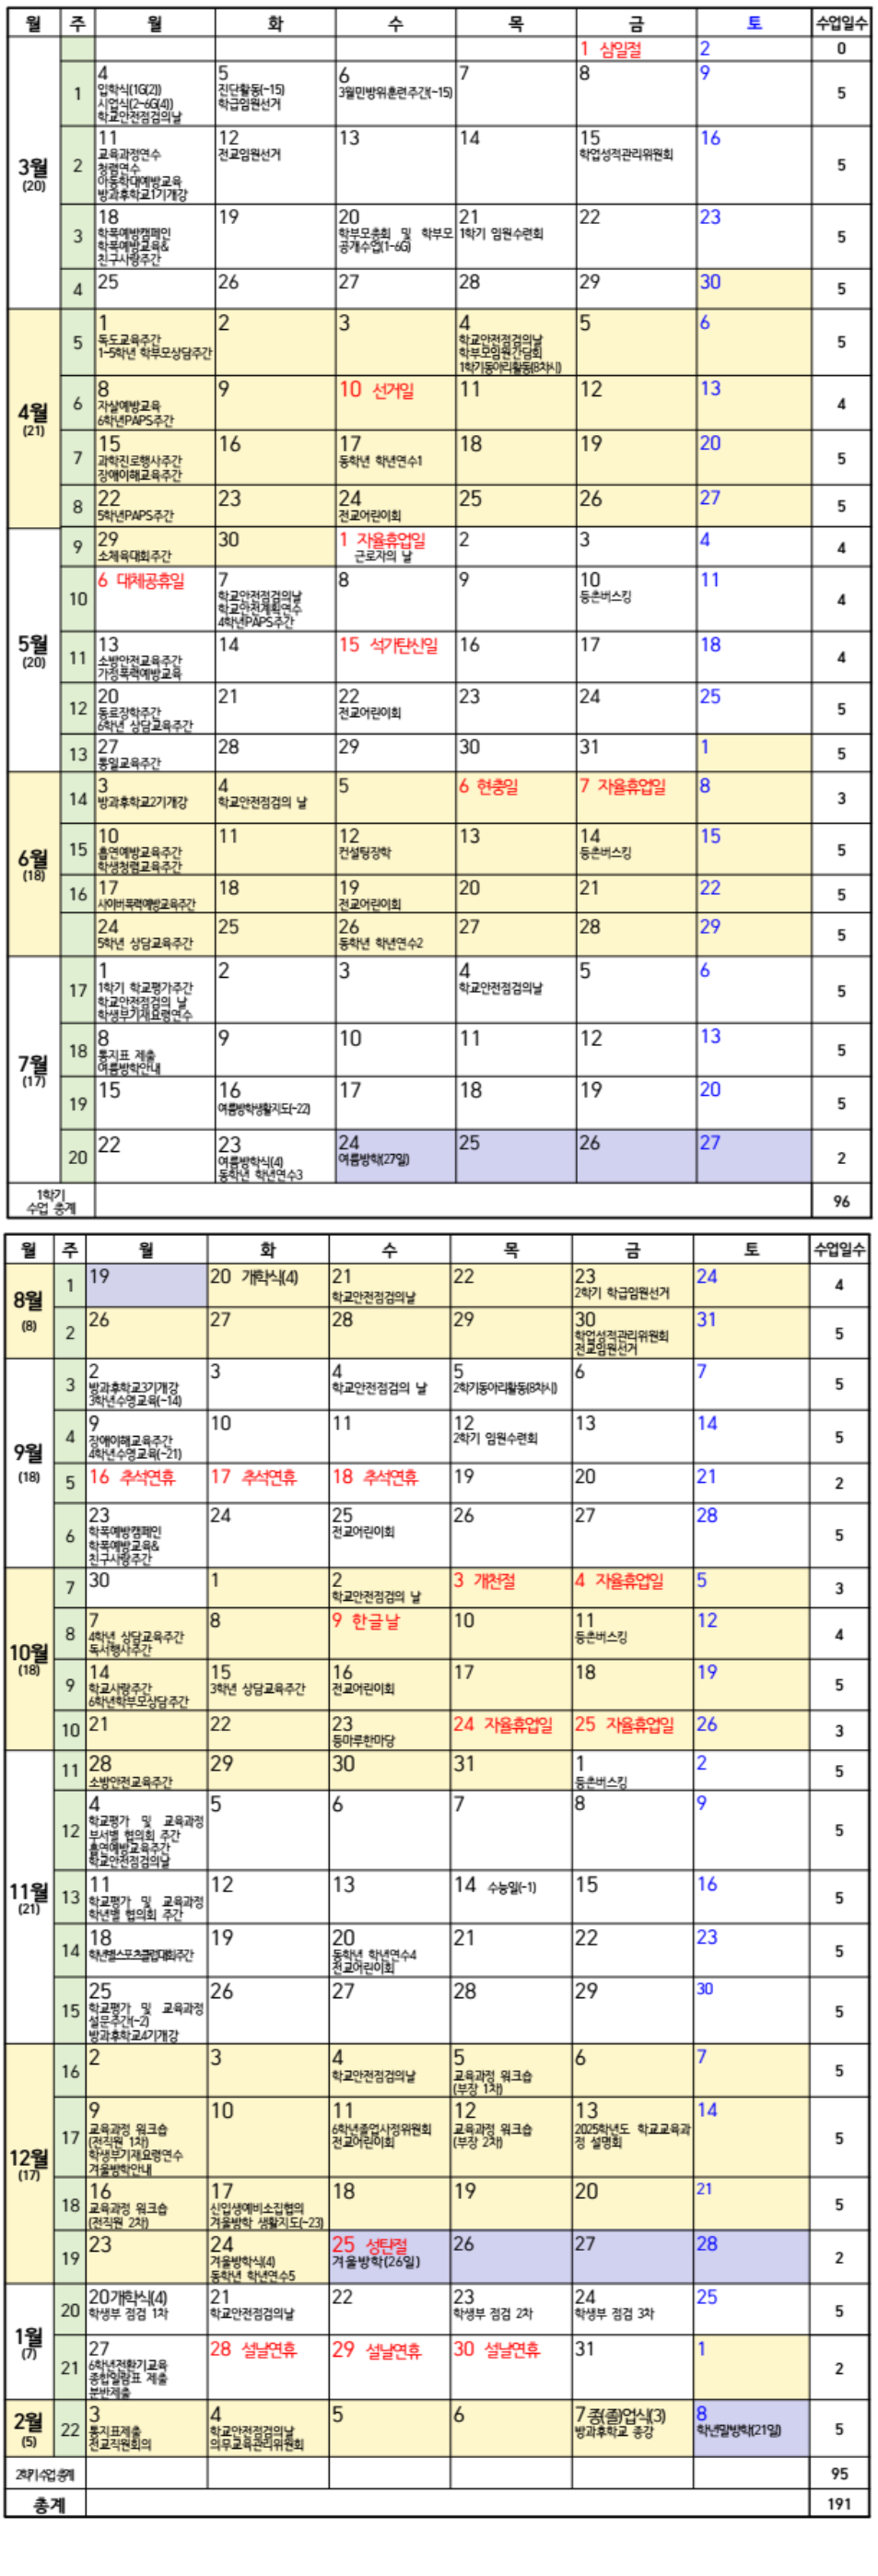 월 주 월 화 수 목 금 토 수업일수
1 삼일절 2 0
3월
(20)
1
4
입학식(1G(2))
시업식(2~6G(4))
학교안전점검의날
5
진단활동(~15)
학급임원선거
6
3월민방위훈련주간(~15)
7 8 9 5
2
11
교육과정연수
청렴연수
아동학대예방교육
방과후학교1기개강
12
전교임원선거
13 14
15
학업성적관리위원회
16 5
3
18
학폭예방캠페인
학폭예방교육&
친구사랑주간
19
20
학부모총회 및 학부모
공개수업(1-6G)
21
1학기 임원수련회
22 23 5
4 25 26 27 28 29 30 5
4월
(21)
5
1
독도교육주간
1~5학년 학부모상담주간
2 3
4
학교안전점검의날
학부모임원간담회
1학기동아리활동(8차시)
5 6 5
6
8
자살예방교육
6학년PAPS주간
9 10 선거일 11 12 13 4
7
15
과학진로행사주간
장애이해교육주간
16
17
동학년 학년연수1
18 19 20 5
8
22
5학년PAPS주간
23
24
전교어린이회
25 26 27 5
5월
(20)
9
29
소체육대회주간
30
1 자율휴업일
근로자의 날
2 3 4 4
10
6 대체공휴일
7
학교안전점검의날
학교안전계획연수
4학년PAPS주간
8 9
10
등촌버스킹
11 4
11
13
소방안전교육주간
가정폭력예방교육
14 15 석가탄신일 16 17 18 4
12
20
동료장학주간
6학년 상담교육주간
21
22
전교어린이회
23 24 25 5
13
27
통일교육주간
28 29 30 31 1 5
6월
(18)
14
3
방과후학교2기개강
4
학교안전점검의 날
5 6 현충일 7 자율휴업일 8 3
15
10
흡연예방교육주간
학생청렴교육주간
11
12
컨설팅장학
13
14
등촌버스킹
15 5
16
17
사이버폭력예방교육주간
18
19
전교어린이회
20 21 22 5
24
5학년 상담교육주간
25
26
동학년 학년연수2
27 28 29 5
7월
(17)
17
1
1학기 학교평가주간
학교안전점검의 날
학생부기재요령연수
2 3
4
학교안전점검의날
5 6 5
18
8
통지표 제출
여름방학안내
9 10 11 12 13 5
19
15
16
여름방학생활지도(~22)
17 18 19 20 5
20
22
23
여름방학식(4)
동학년 학년연수3
24
여름방학(27일)
25 26 27 2
1학기
수업 총계
96
월 주 월 화 수 목 금 토 수업일수
8월
(8)
1
19
20 개학식(4)
21
학교안전점검의날
22
23
2학기 학급임원선거
24 4
2
26 27 28 29
30
학업성적관리위원회
전교임원선거
31 5
9월
(18)
3
2
방과후학교3기개강
3학년수영교육(~14)
3
4
학교안전점검의 날
5
2학기동아리활동(8차시)
6 7 5
4
9
장애이해교육주간
4학년수영교육(~21)
10 11
12
2학기 임원수련회
13 14 5
5 16 추석연휴 17 추석연휴 18 추석연휴 19 20 21 2
6
23
학폭예방캠페인
학폭예방교육&
친구사랑주간
24
25
전교어린이회
26 27 28 5
10월
(18)
7
30 1
2
학교안전점검의 날
3 개천절 4 자율휴업일 5 3
8
7
4학년 상담교육주간
독서행사주간
8 9 한글날 10
11
등촌버스킹
12 4
9
14
학교사랑주간
6학년학부모상담주간
15
3학년 상담교육주간
16
전교어린이회
17 18 19 5
10
21 22
23
등마루한마당
24 자율휴업일 25 자율휴업일 26 3
11월
(21)
11
28
소방안전교육주간
29 30 31
1
등촌버스킹
2 5
12
4
학교평가 및 교육과정
부서별 협의회 주간
흡연예방교육주간
학교안전점검의날
5 6 7 8 9 5
13
11
학교평가 및 교육과정
학년별 협의회 주간
12 13 14 수능일(-1) 15 16 5
14
18
학년별스포츠클럽대회주간
19
20
동학년 학년연수4
전교어린이회
21 22 23 5
15
25
학교평가 및 교육과정
설문주간(~2)
방과후학교4기개강
26 27 28 29 30 5
12월
(17)
16
2 3
4
학교안전점검의날
5
교육과정 워크숍
(부장 1차)
6 7 5
17
9
교육과정 워크숍
(전직원 1차)
학생부기재요령연수
겨울방학안내
10
11
6학년졸업사정위원회
전교어린이회
12
교육과정 워크숍
(부장 2차)
13
2025학년도 학교교육과
정 설명회
14 5
18
16
교육과정 워크숍
(전직원 2차)
17
신입생예비소집협의
겨울방학 생활지도(~23)
18 19 20 21 5
19
23
24
겨울방학식(4)
동학년 학년연수5
25 성탄절
겨울방학(26일)
26 27 28 2
1월
(7)
20
20개학식(4)
학생부 점검 1차
21
학교안전점검의날
22
23
학생부 점검 2차
24
학생부 점검 3차
25 5
21
27
6학년전환기교육
종합일람표 제출
분반제출
28 설날연휴 29 설날연휴 30 설날연휴 31 1 2
2월
(5)
22
3
통지표제출
전교직원회의
4
학교안전점검의날
의무교육관리위원회
5 6
7종(졸)업식(3)
방과후학교 종강
8
학년말방학(21일)
5
2학기수업총계 95
총계 191